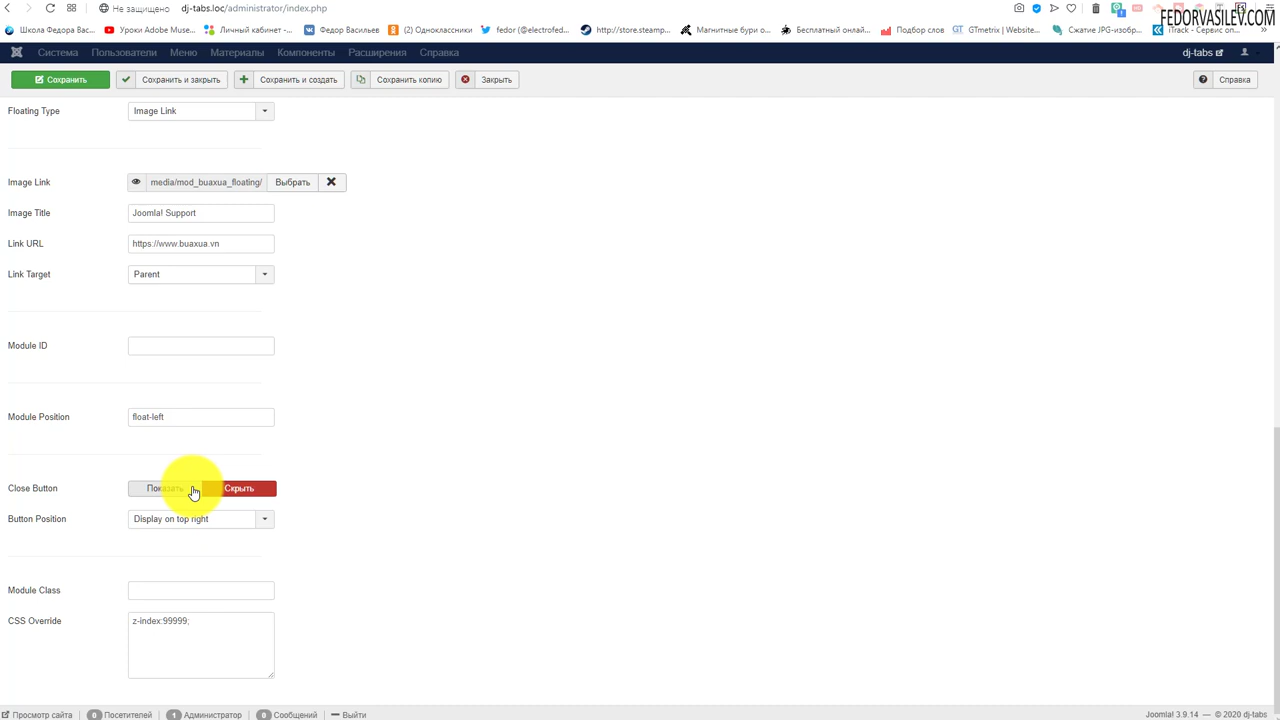 Не защищено dj-tabs.loc/administrator/index.php
FEDORVASILEV.COM
Школа Федора Вас... Уроки Adobe Muse... Личный кабинет -... Федор Васильев (2) Одноклассники fedor (@electrofed... http://store.steamp... Магнитные бури о... Бесплатный онлай... Подбор слов GTmetrix | Website... Сжатие JPG-изобр... iTrack - Сервис оп...
Система Пользователи Меню Материалы Компоненты Расширения Справка dj-tabs
Сохранить Сохранить и закрыть Сохранить и создать Сохранить копию Закрыть Справка
Floating Type Image Link
Image Link media/mod_buaxua_floating/ Выбрать
Image Title Joomla! Support
Link URL https://www.buaxua.vn
Link Target Parent
Module ID
Module Position float-left
Close Button Показать Скрыть
Button Position Display on top right
Module Class
CSS Override z-index:99999;
Просмотр сайта 0 Посетителей 1 Администратор 0 Сообщений Выйти Joomla! 3.9.14 — © 2020 dj-tabs